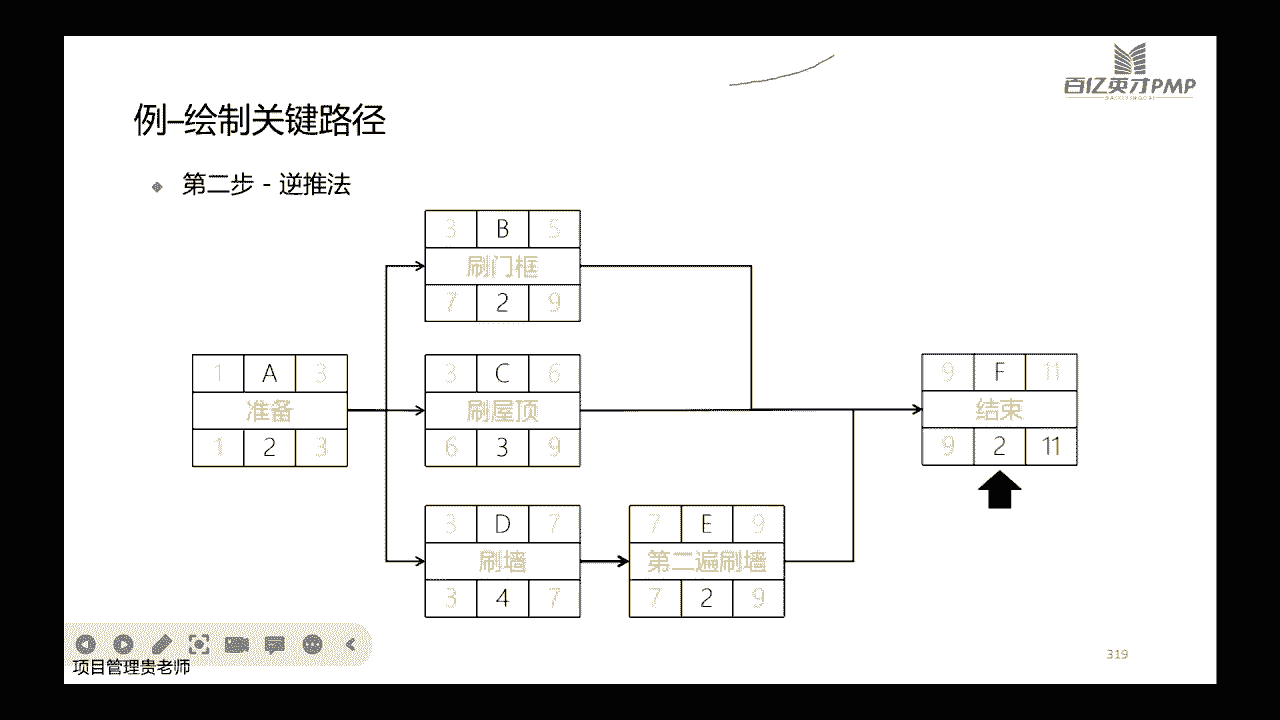 百亿英才PMP
例–绘制关键路径
第二步 - 逆推法
3 B 5
刷门框
7 2 9
1 A 3
准备
1 2 3
3 C 6
刷屋顶
6 3 9
9 F 11
结束
9 2 11
3 D 7
刷墙
3 4 7
7 E 9
第二遍刷墙
7 2 9
项目管理贵老师
319